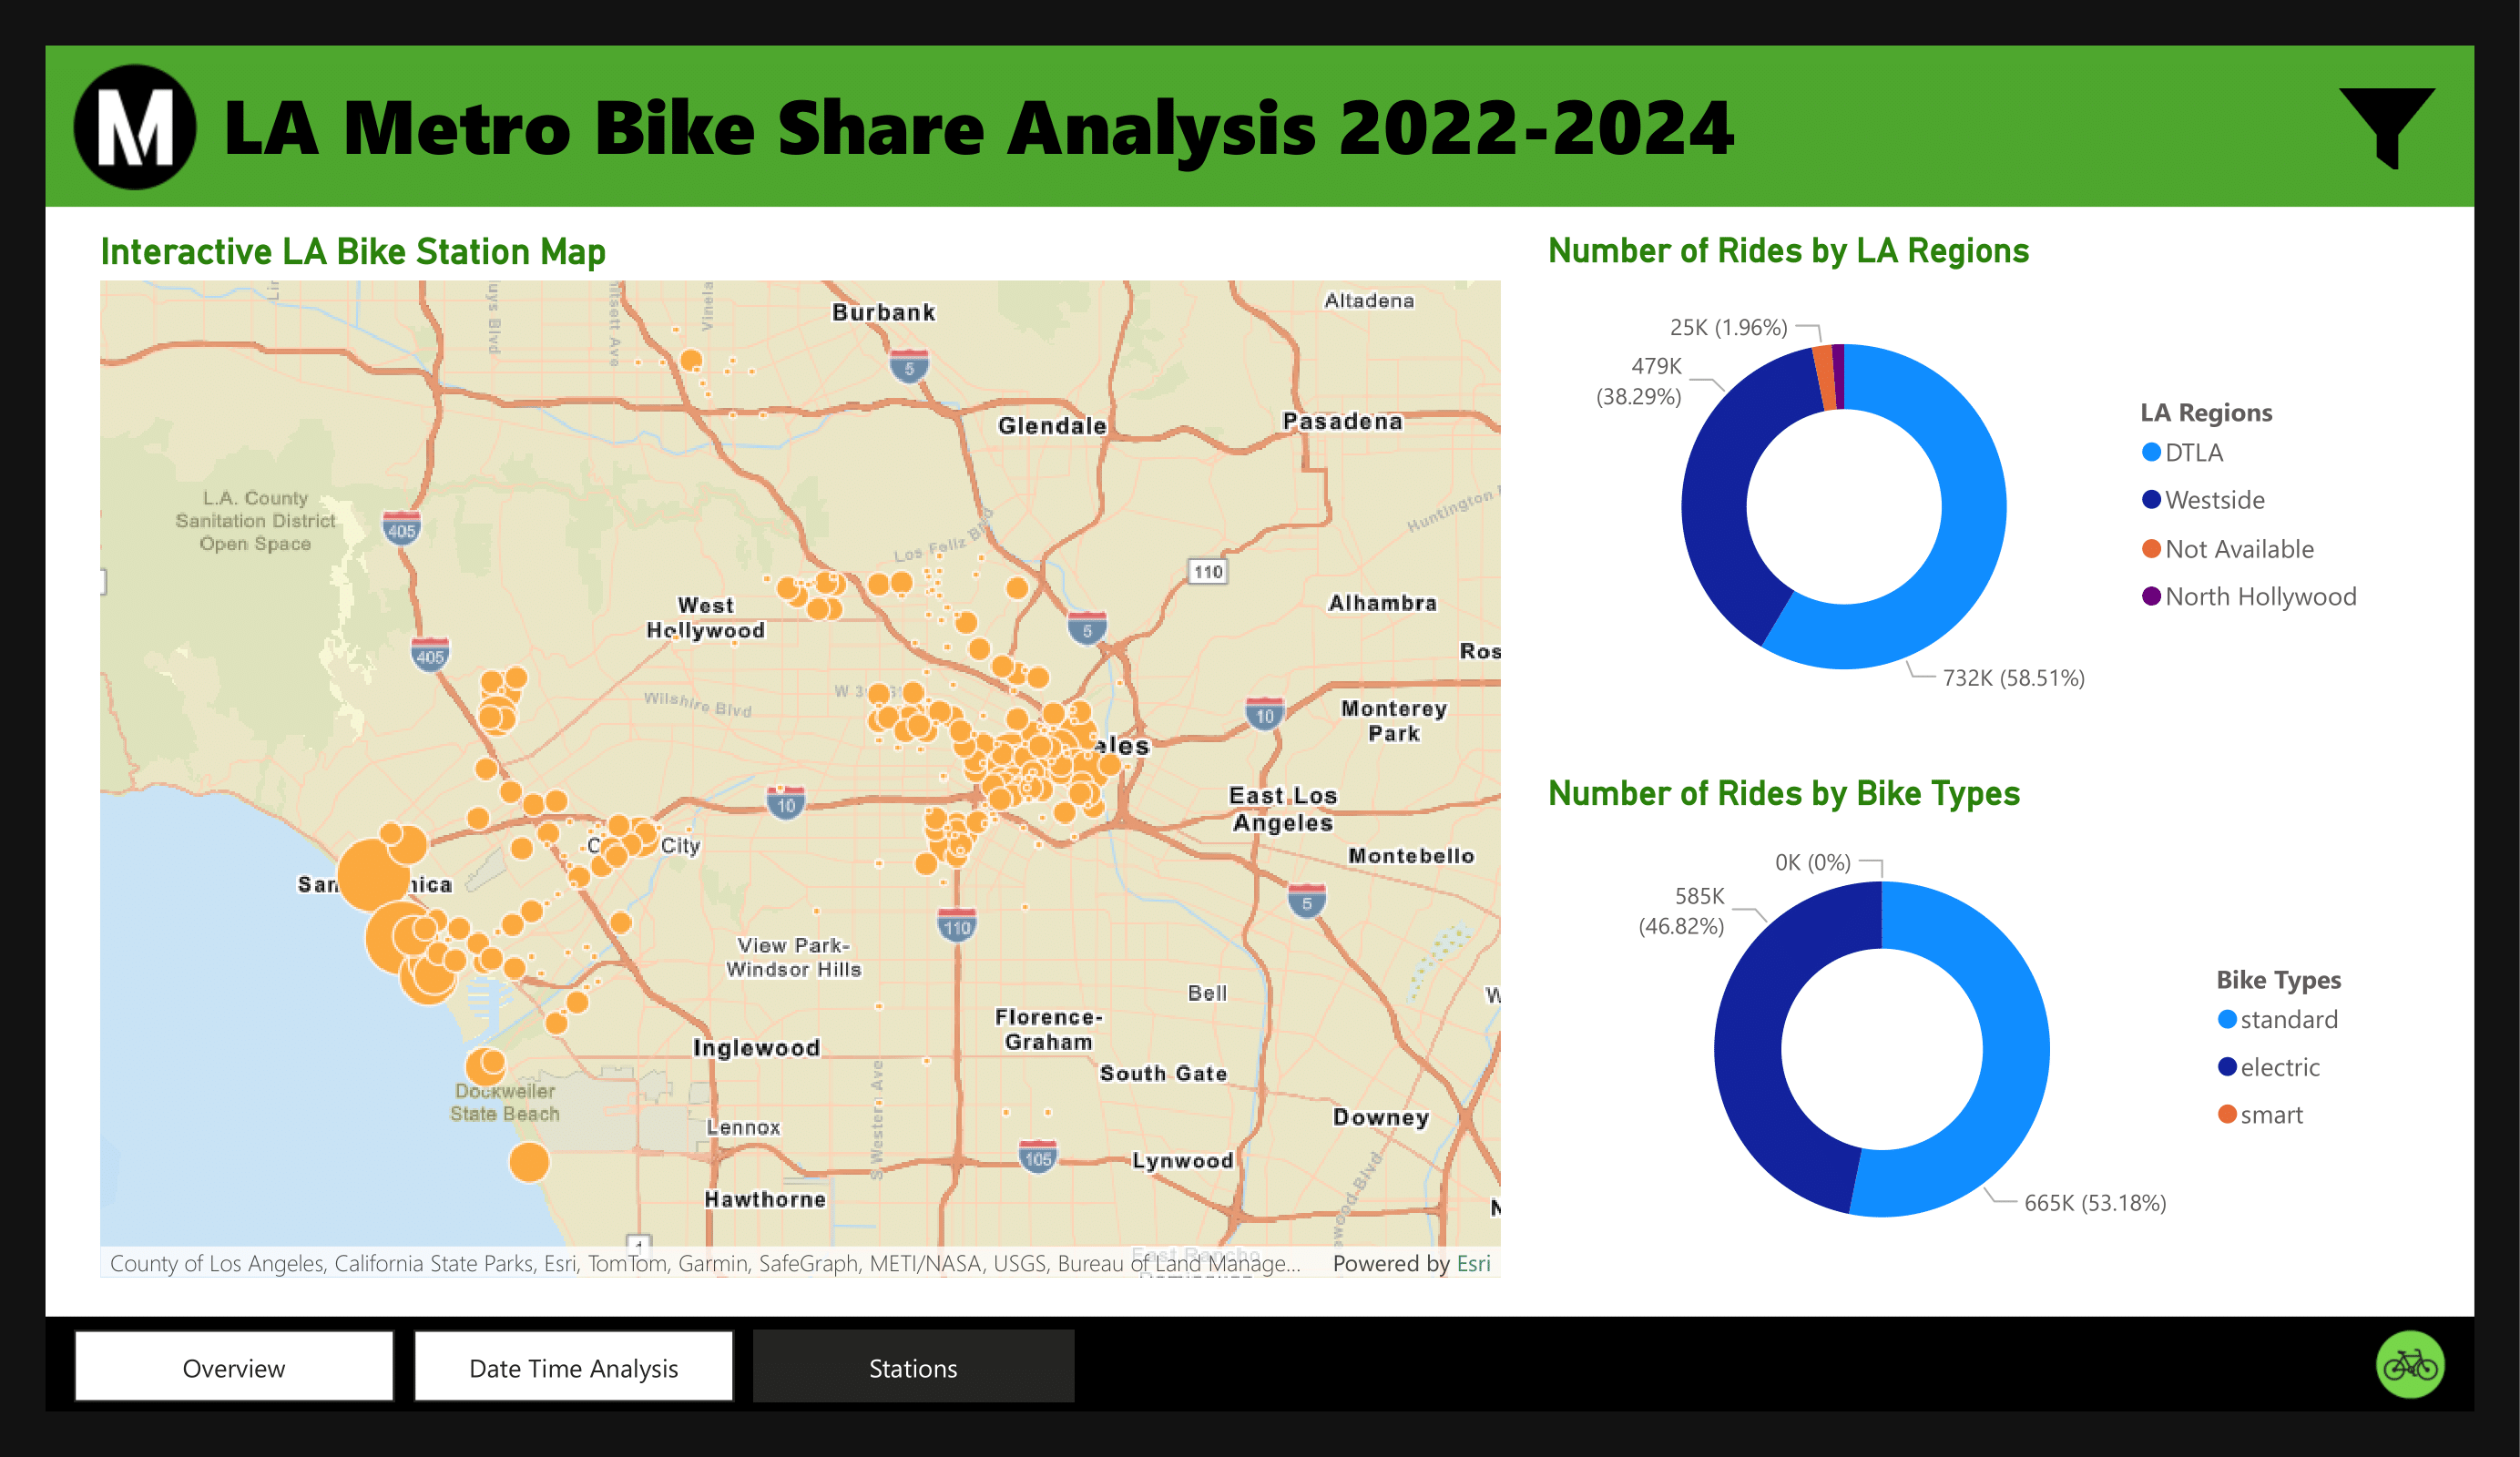 M LA Metro Bike Share Analysis 2022-2024
Interactive LA Bike Station Map
Burbank
Altadena
uys Blvd
Vinela
5
Glendale
Pasadena
L.A. County
Sanitation District
Open Space
405
Los Feliz Blvd
Huntington
110
West
Hollywood
Alhambra
5
405
Ros
Wilshire Blvd
Monterey
Park
10
eles
10
East Los
Angeles
City
Montebello
San
ica
5
110
View Park-
Windsor Hills
Bell
Florence-
Graham
Inglewood
South Gate
Dockweiler
State Beach
S Western Ave
Downey
Lennox
105
Lynwood
Hawthorne
1
County of Los Angeles, California State Parks, Esri, TomTom, Garmin, SafeGraph, METI/NASA, USGS, Bureau of Land Manage...
Powered by Esri
Number of Rides by LA Regions
25K (1.96%)
479K
(38.29%)
732K (58.51%)
LA Regions
DTLA
Westside
Not Available
North Hollywood
Number of Rides by Bike Types
0K (0%)
585K
(46.82%)
665K (53.18%)
Bike Types
standard
electric
smart
Overview
Date Time Analysis
Stations